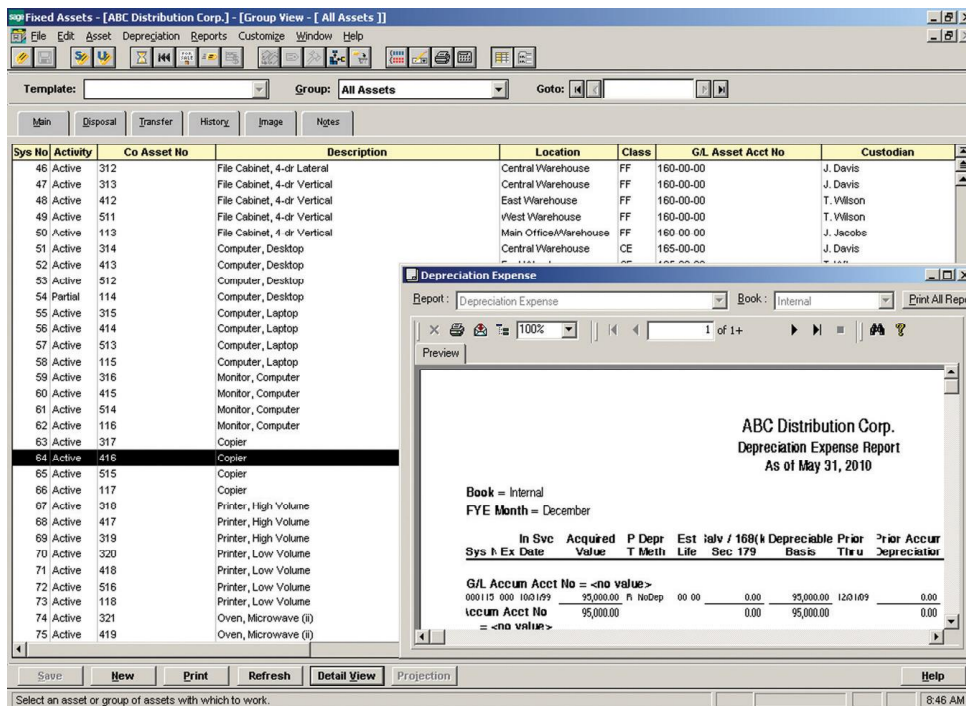 sage Fixed Assets - [ABC Distribution Corp.] - [Group View - [ All Assets ]]
File Edit Asset Depreciation Reports Customize Window Help
Template: Group: All Assets Goto:
Main Disposal Transfer History Image Notes
Sys No Activity Co Asset No Description Location Class G/L Asset Acct No Custodian
46 Active 312 File Cabinet, 4-dr Lateral Central Warehouse FF 160-00-00 J. Davis
47 Active 313 File Cabinet, 4-dr Vertical Central Warehouse FF 160-00-00 J. Davis
48 Active 412 File Cabinet, 4-dr Vertical East Warehouse FF 160-00-00 T. Wilson
49 Active 511 File Cabinet, 4-dr Vertical West Warehouse FF 160-00-00 T. Wilson
50 Active 113 File Cabinet, 4-dr Vertical Main Office/Warehouse FF 160-00-00 J. Jacobs
51 Active 314 Computer, Desktop Central Warehouse CE 165-00-00 J. Davis
52 Active 413 Computer, Desktop
53 Active 512 Computer, Desktop
54 Partial 114 Computer, Desktop
55 Active 315 Computer, Laptop
56 Active 414 Computer, Laptop
57 Active 513 Computer, Laptop
58 Active 115 Computer, Laptop
59 Active 316 Monitor, Computer
60 Active 415 Monitor, Computer
61 Active 514 Monitor, Computer
62 Active 116 Monitor, Computer
63 Active 317 Copier
64 Active 416 Copier
65 Active 515 Copier
66 Active 117 Copier
67 Active 318 Printer, High Volume
68 Active 417 Printer, High Volume
69 Active 319 Printer, High Volume
70 Active 320 Printer, Low Volume
71 Active 418 Printer, Low Volume
72 Active 516 Printer, Low Volume
73 Active 118 Printer, Low Volume
74 Active 321 Oven, Microwave (ii)
75 Active 419 Oven, Microwave (ii)
Depreciation Expense
Report: Depreciation Expense Book: Internal Print All Repo
100% 1 of 1+
Preview
ABC Distribution Corp.
Depreciation Expense Report
As of May 31, 2010
Book = Internal
FYE Month = December
In Svc Acquired P Depr Est Salv / 168(k Depreciable Prior Prior Accum
Sys N Ex Date Value T Meth Life Sec 179 Basis Thru Depreciation
G/L Accum Acct No = <no value>
000115 000 10/31/99 95,000.00 R NoDep 00 00 0.00 95,000.00 12/31/09 0.00
Accum Acct No 95,000.00 0.00 95,000.00 0.00
= <no value>
Save New Print Refresh Detail View Projection Help
Select an asset or group of assets with which to work. 8:46 AM